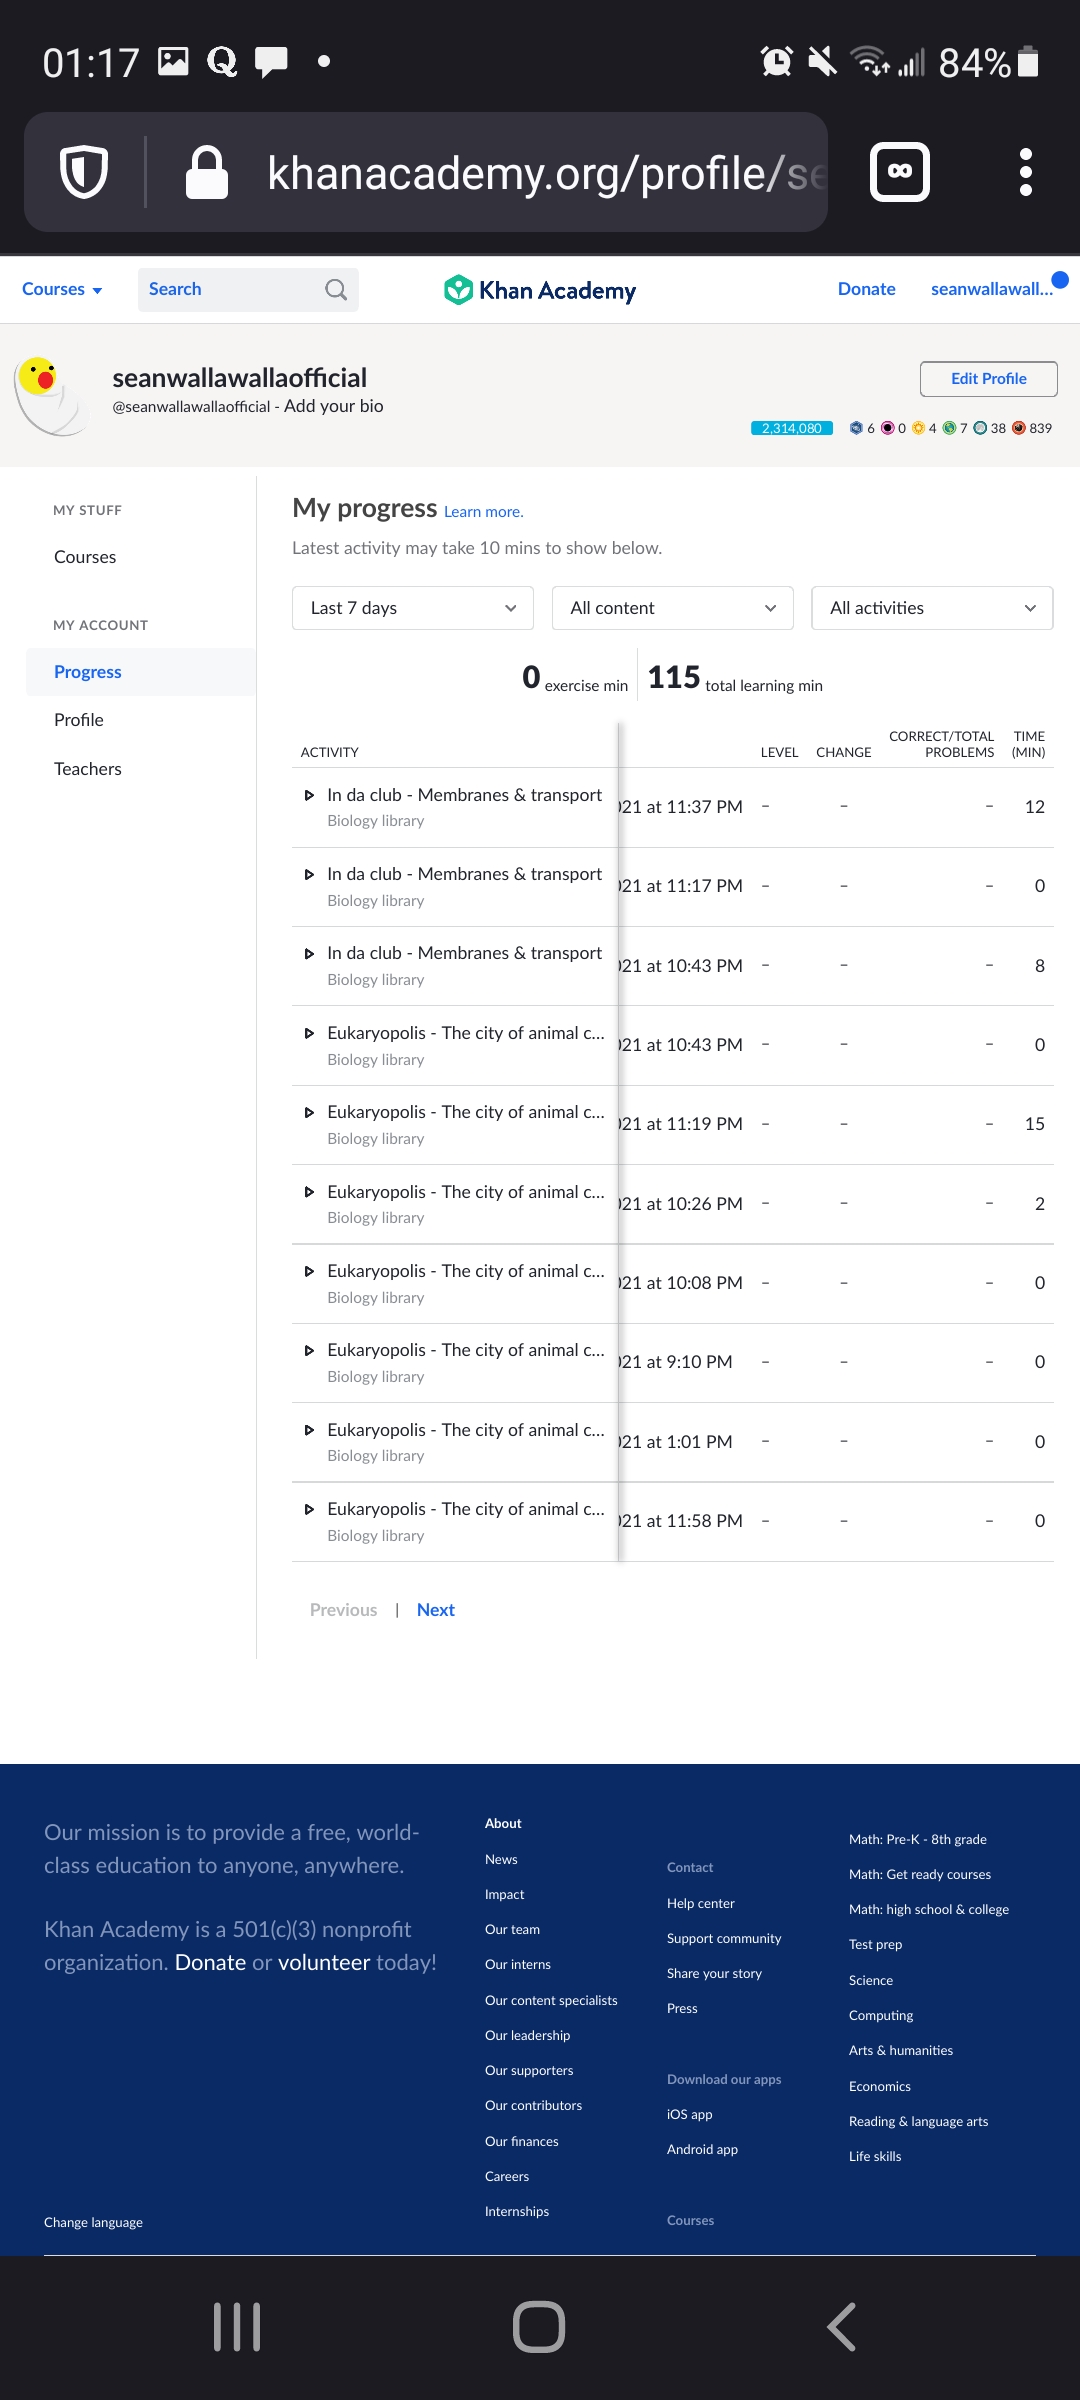 01:17
84%
khanacademy.org/profile/se
Courses
Search
Khan Academy
Donate
seanwallawall...
seanwallawallaofficial
@seanwallawallaofficial - Add your bio
Edit Profile
2,314,080 6 0 4 7 38 839
MY STUFF
Courses
MY ACCOUNT
Progress
Profile
Teachers
My progress Learn more.
Latest activity may take 10 mins to show below.
Last 7 days
All content
All activities
0 exercise min
115 total learning min
ACTIVITY LEVEL CHANGE CORRECT/TOTAL PROBLEMS TIME (MIN)
In da club - Membranes & transport 021 at 11:37 PM – – – 12
Biology library
In da club - Membranes & transport 021 at 11:17 PM – – – 0
Biology library
In da club - Membranes & transport 021 at 10:43 PM – – – 8
Biology library
Eukaryopolis - The city of animal c... 021 at 10:43 PM – – – 0
Biology library
Eukaryopolis - The city of animal c... 021 at 11:19 PM – – – 15
Biology library
Eukaryopolis - The city of animal c... 021 at 10:26 PM – – – 2
Biology library
Eukaryopolis - The city of animal c... 021 at 10:08 PM – – – 0
Biology library
Eukaryopolis - The city of animal c... 021 at 9:10 PM – – – 0
Biology library
Eukaryopolis - The city of animal c... 021 at 1:01 PM – – – 0
Biology library
Eukaryopolis - The city of animal c... 021 at 11:58 PM – – – 0
Biology library
Previous | Next
Our mission is to provide a free, world-
class education to anyone, anywhere.
Khan Academy is a 501(c)(3) nonprofit
organization. Donate or volunteer today!
Change language
About
News
Impact
Our team
Our interns
Our content specialists
Our leadership
Our supporters
Our contributors
Our finances
Careers
Internships
Contact
Help center
Support community
Share your story
Press
Download our apps
iOS app
Android app
Courses
Math: Pre-K - 8th grade
Math: Get ready courses
Math: high school & college
Test prep
Science
Computing
Arts & humanities
Economics
Reading & language arts
Life skills